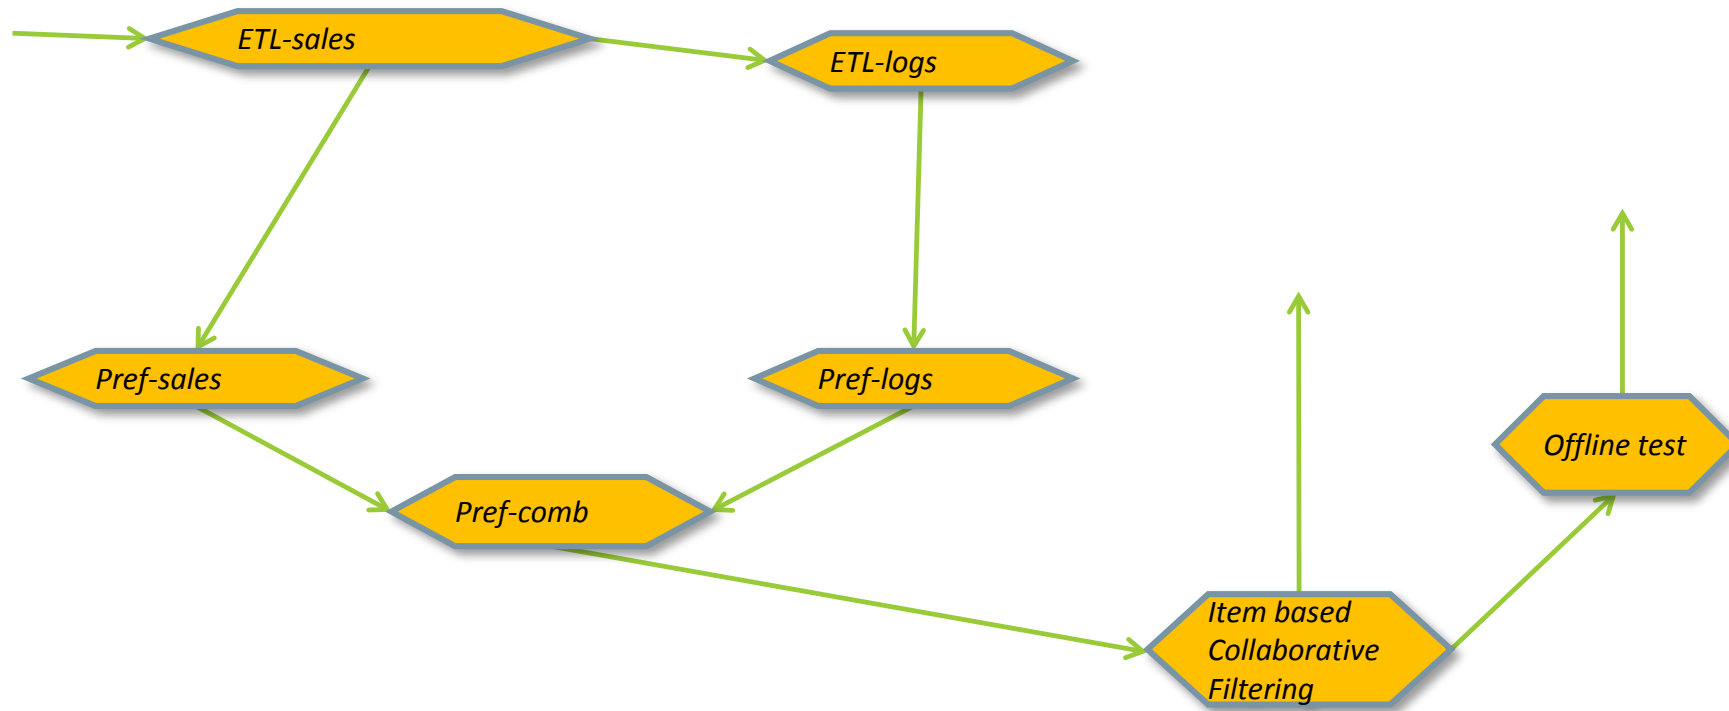 ETL-sales
ETL-logs
Pref-sales
Pref-logs
Offline test
Pref-comb
Item based
Collaborative
Filtering